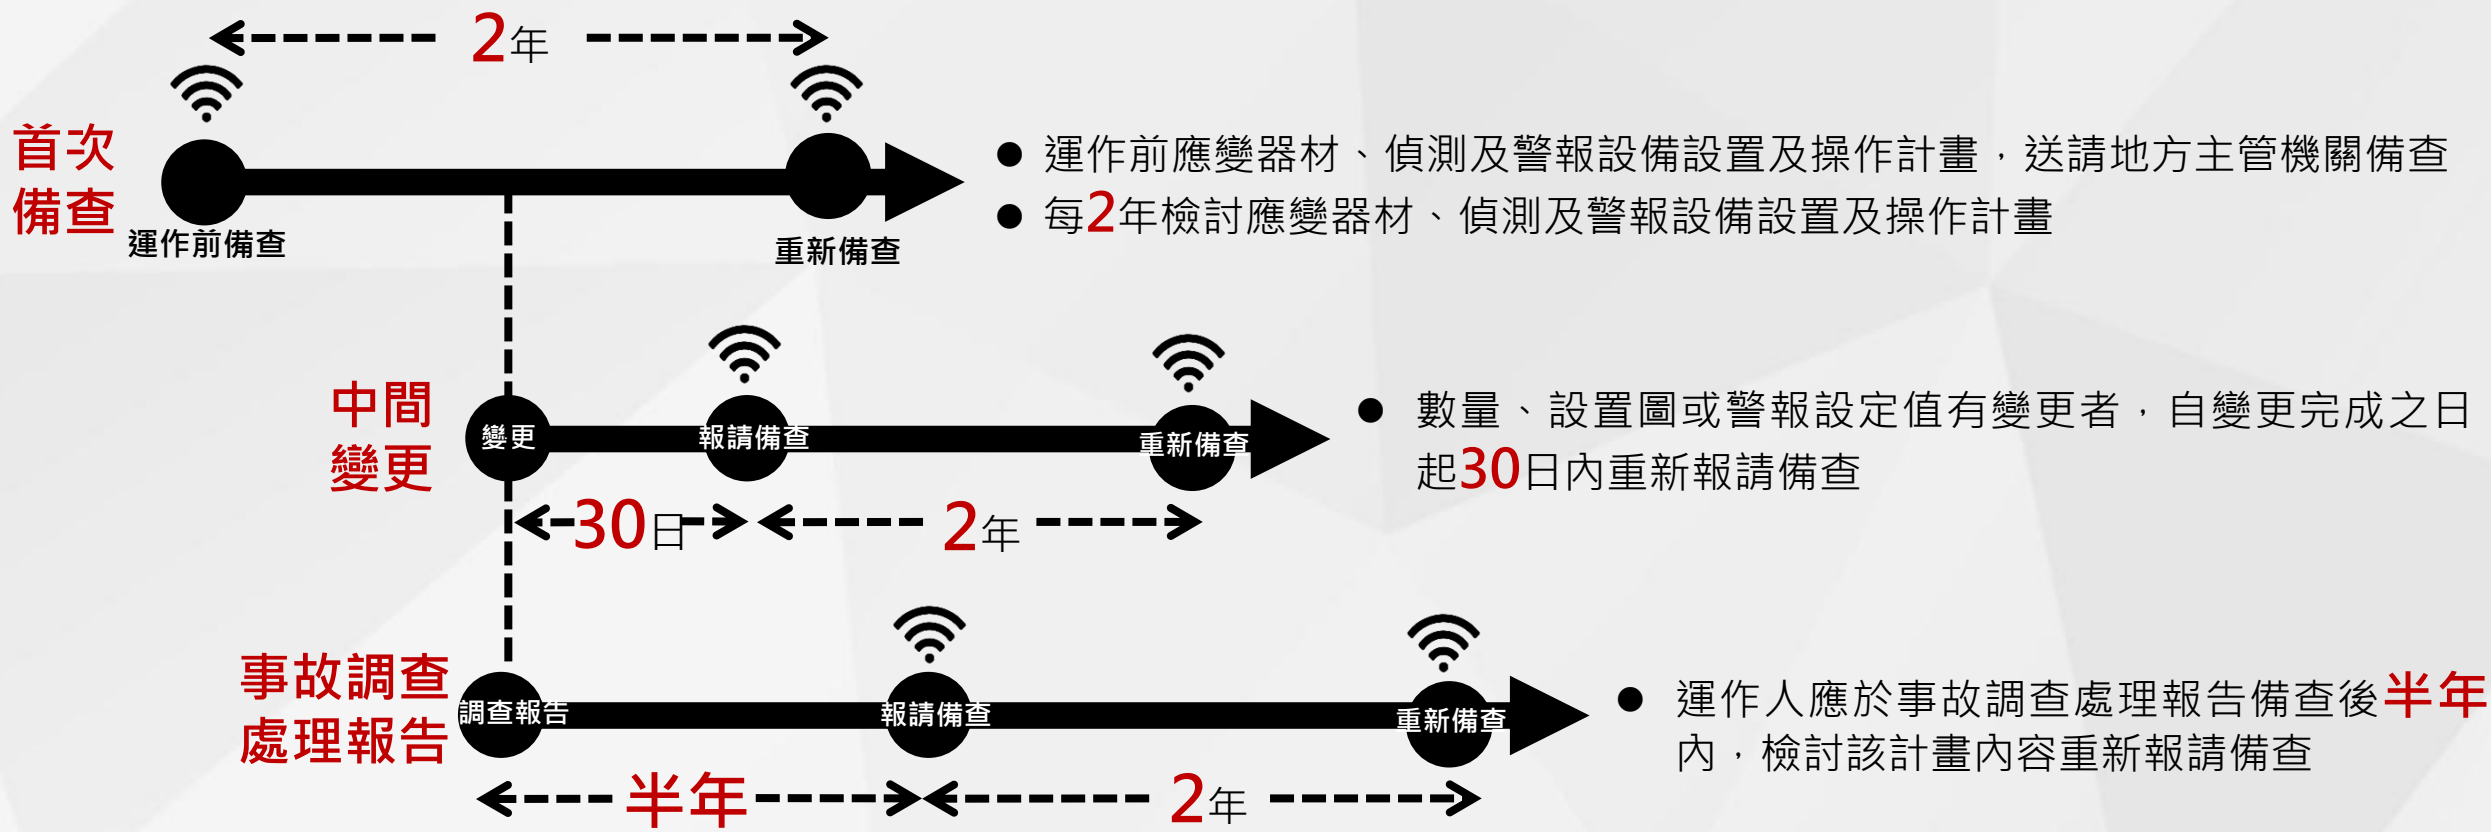 2年
首次
備查
運作前備查
重新備查
● 運作前應變器材、偵測及警報設備設置及操作計畫，送請地方主管機關備查
● 每2年檢討應變器材、偵測及警報設備設置及操作計畫
中間
變更
變更
報請備查
重新備查
30日
2年
● 數量、設置圖或警報設定值有變更者，自變更完成之日
起30日內重新報請備查
事故調查
處理報告
調查報告
報請備查
重新備查
半年
2年
● 運作人應於事故調查處理報告備查後半年
內，檢討該計畫內容重新報請備查